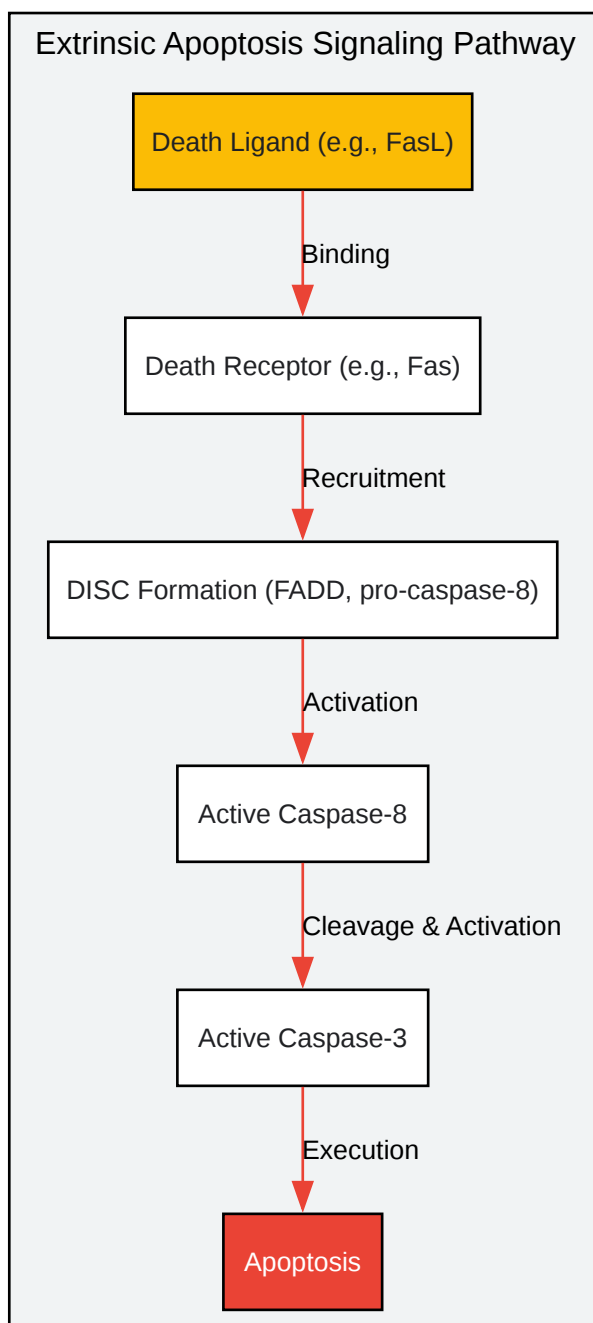 Extrinsic Apoptosis Signaling Pathway
Death Ligand (e.g., FasL)
Binding
Death Receptor (e.g., Fas)
Recruitment
DISC Formation (FADD, pro-caspase-8)
Activation
Active Caspase-8
Cleavage & Activation
Active Caspase-3
Execution
Apoptosis